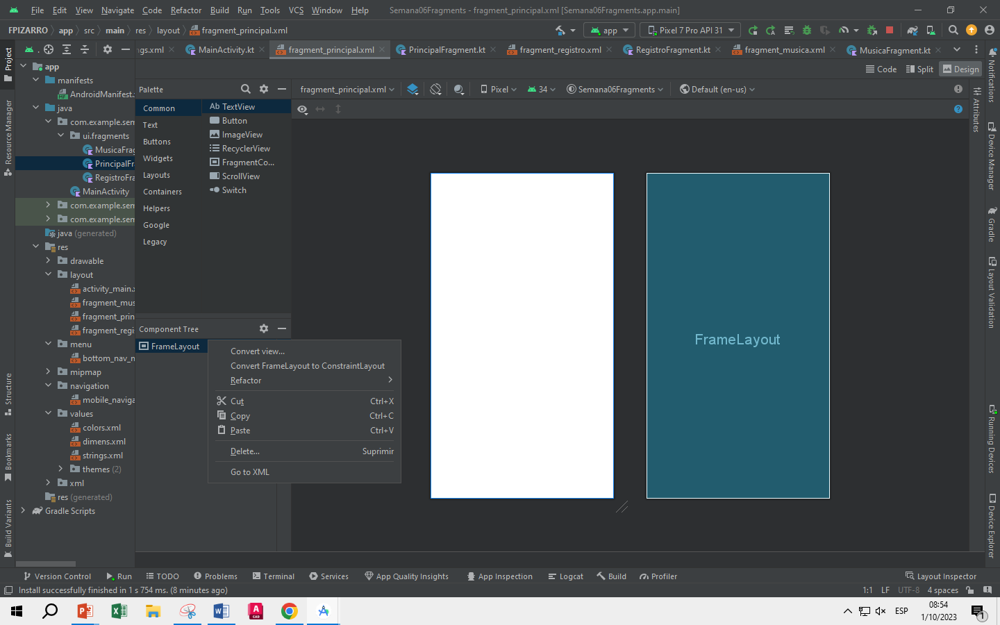 File Edit View Navigate Code Refactor Build Run Tools VCS Window Help Semana06Fragments - fragment_principal.xml [Semana06Fragments.app.main]
FPIZARRO app src main res layout fragment_principal.xml app Pixel 7 Pro API 31
ngs.xml MainActivity.kt fragment_principal.xml PrincipalFragment.kt fragment_registro.xml RegistroFragment.kt fragment_musica.xml MusicaFragment.kt
Code Split Design
Project
Resource Manager
Structure
Bookmarks
Build Variants
app
manifests
AndroidManifest.
java
com.example.sem
ui.fragments
MusicaFrag
PrincipalFr
RegistroFra
MainActivity
com.example.sem
com.example.sem
java (generated)
res
drawable
layout
activity_main.x
fragment_mus
fragment_prin
fragment_regi
menu
bottom_nav_n
mipmap
navigation
mobile_naviga
values
colors.xml
dimens.xml
strings.xml
themes (2)
xml
res (generated)
Gradle Scripts
Palette
Common
Text
Buttons
Widgets
Layouts
Containers
Helpers
Google
Legacy
Ab TextView
Button
ImageView
RecyclerView
FragmentCo...
ScrollView
Switch
fragment_principal.xml Pixel 34 Semana06Fragments Default (en-us)
Component Tree
FrameLayout
Convert view...
Convert FrameLayout to ConstraintLayout
Refactor
Cut Ctrl+X
Copy Ctrl+C
Paste Ctrl+V
Delete... Suprimir
Go to XML
FrameLayout
Notifications
Attributes
Device Manager
Gradle
Layout Validation
Running Devices
Device Explorer
Version Control Run TODO Problems Terminal Services App Quality Insights App Inspection Logcat Build Profiler Layout Inspector
Install successfully finished in 1 s 754 ms. (8 minutes ago) 1:1 LF UTF-8 4 spaces
ESP 08:54
1/10/2023
1